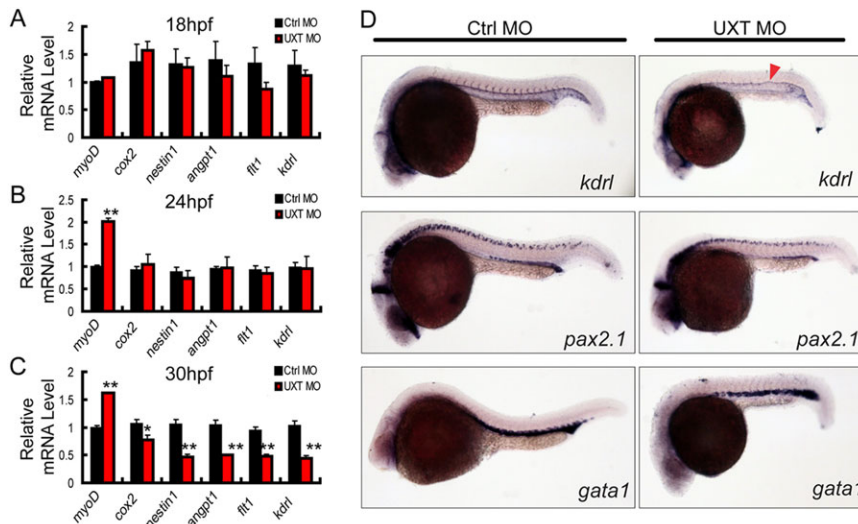 A
18hpf
Ctrl MO
UXT MO
Relative
mRNA Level
2
1.5
1
0.5
0
myoD
cox2
nestin1
angpt1
flt1
kdrl
B
24hpf
Ctrl MO
UXT MO
Relative
mRNA Level
2.5
2
1.5
1
0.5
0
**
myoD
cox2
nestin1
angpt1
flt1
kdrl
C
30hpf
Ctrl MO
UXT MO
Relative
mRNA Level
2
1.5
1
0.5
0
**
*
**
**
**
**
myoD
cox2
nestin1
angpt1
flt1
kdrl
D
Ctrl MO
UXT MO
kdrl
kdrl
pax2.1
pax2.1
gata1
gata1